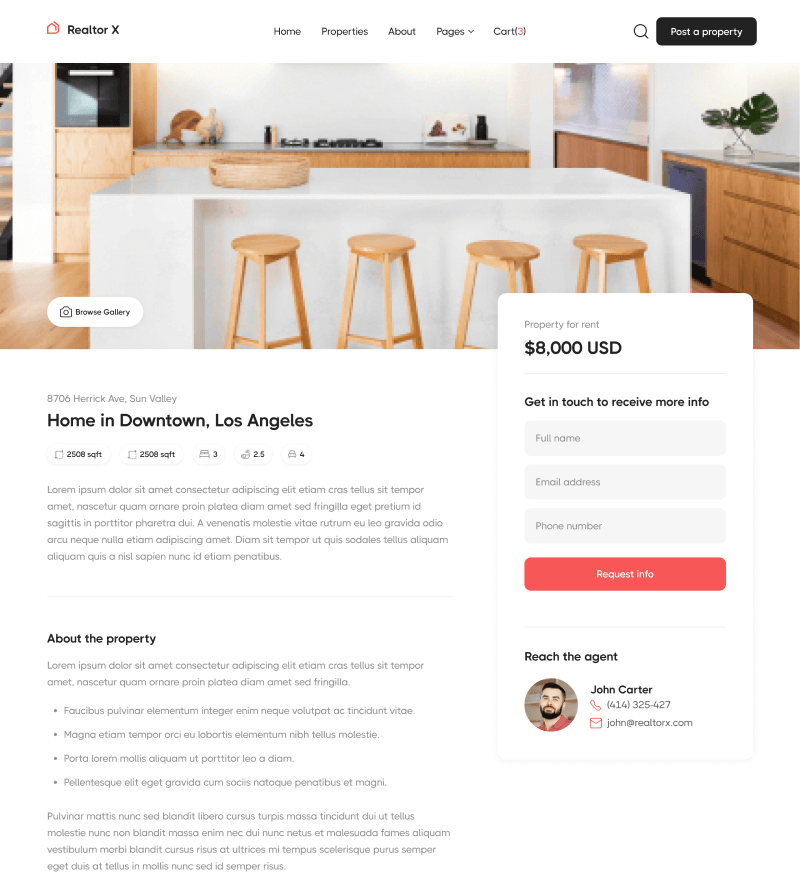 Realtor X
Home
Properties
About
Pages
Cart(3)
Post a property
Browse Gallery
Property for rent
$8,000 USD
Get in touch to receive more info
Full name
Email address
Phone number
Request info
Reach the agent
John Carter
(414) 325-427
john@realtorx.com
8706 Herrick Ave, Sun Valley
Home in Downtown, Los Angeles
2508 sqft
2508 sqft
3
2.5
4
Lorem ipsum dolor sit amet consectetur adipiscing elit etiam cras tellus sit tempor
amet, nascetur quam ornare proin platea diam amet sed fringilla eget pretium id
sagittis in porttitor pharetra dui. A venenatis molestie vitae rutrum eu leo gravida odio
arcu neque nulla etiam adipiscing amet. Diam sit tempor ut quis sodales tellus aliquam
aliquam quis a nisl sapien nunc id etiam penatibus.
About the property
Lorem ipsum dolor sit amet consectetur adipiscing elit etiam cras tellus sit tempor
amet, nascetur quam ornare proin platea diam amet sed fringilla.
Faucibus pulvinar elementum integer enim neque volutpat ac tincidunt vitae.
Magna etiam tempor orci eu lobortis elementum nibh tellus molestie.
Porta lorem mollis aliquam ut porttitor leo a diam.
Pellentesque elit eget gravida cum sociis natoque penatibus et magni.
Pulvinar mattis nunc sed blandit libero cursus turpis massa tincidunt dui ut tellus
molestie nunc non blandit massa enim nec dui nunc netus et malesuada fames aliquam
vestibulum morbi blandit cursus risus at ultrices mi tempus scelerisque purus semper
eget duis at tellus in mollis nunc sed id semper risus.